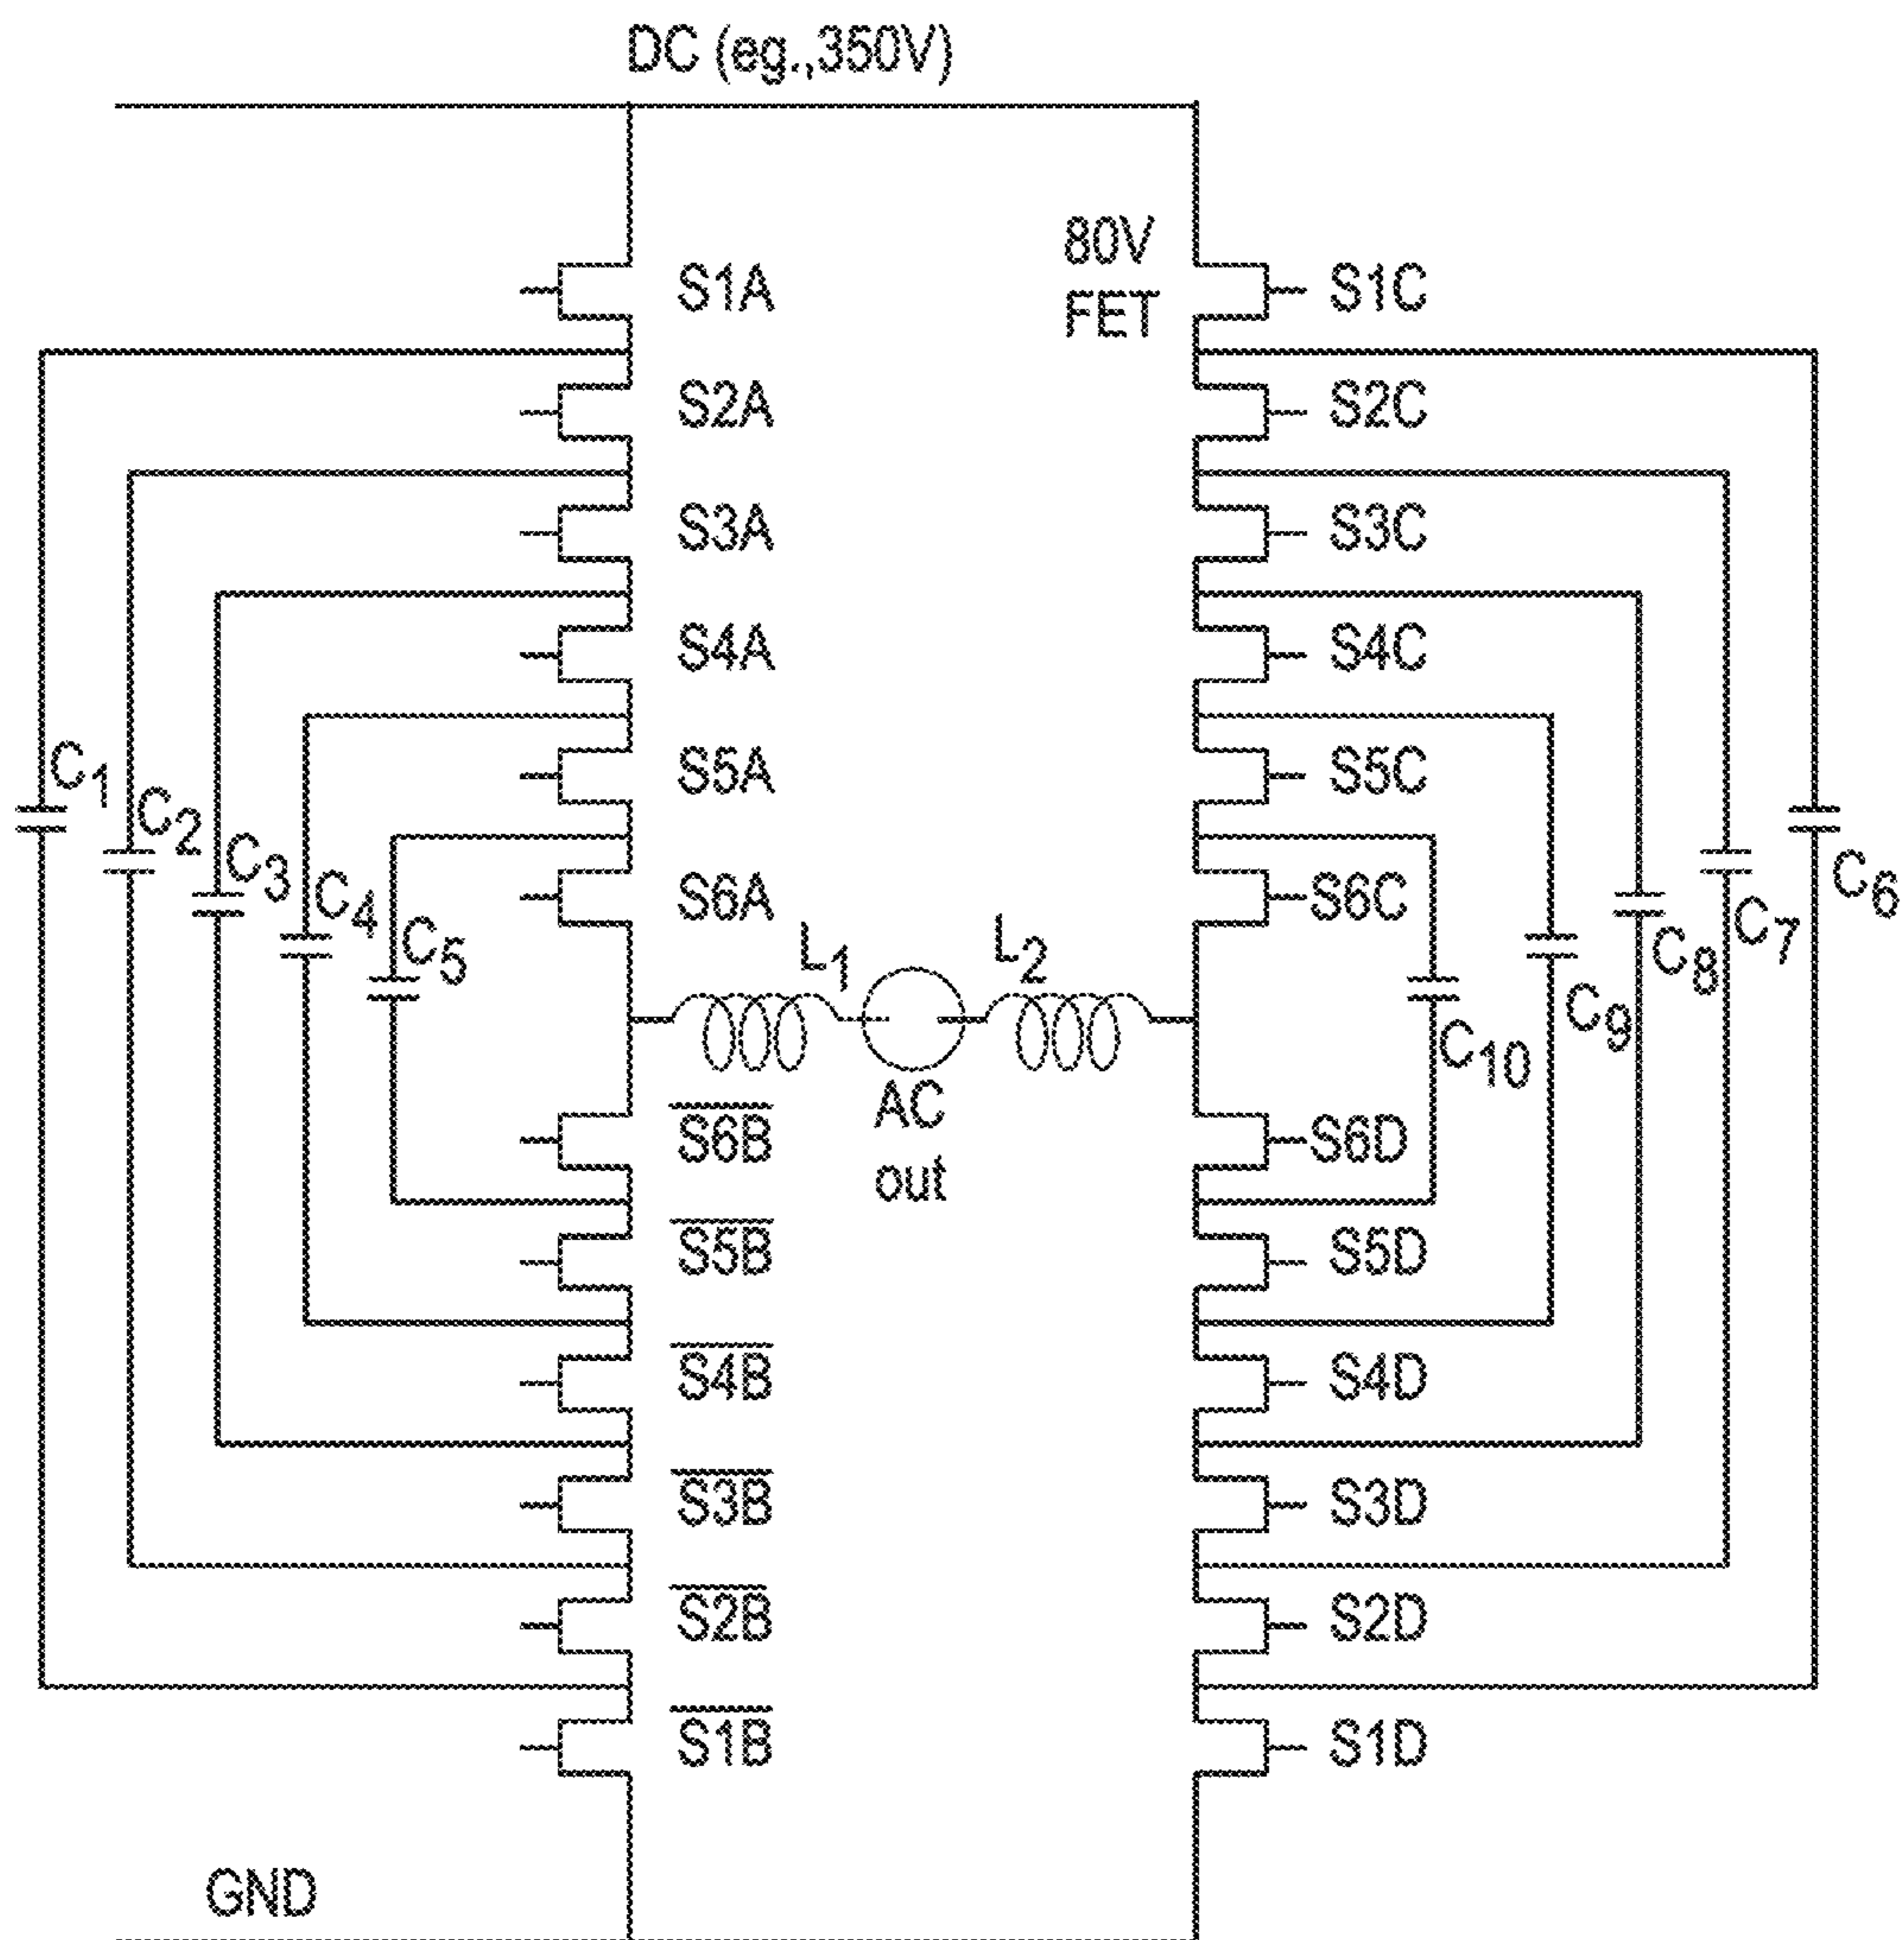 DC (eg.,350V)
80V
FET
S1A
S1C
S2A
S2C
S3A
S3C
S4A
S4C
C1
S5A
S5C
C2
C3
C4
S6A
S6C
C6
C5
L1
L2
C7
C8
C9
C10
AC
out
S6B
S6D
S5B
S5D
S4B
S4D
S3B
S3D
S2B
S2D
S1B
S1D
GND